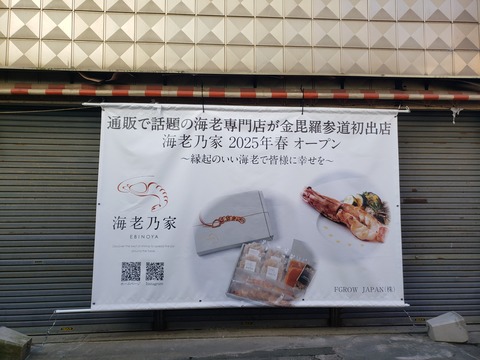 通販で話題の海老専門店が金毘羅参道初出店
海老乃家 2025年春 オープン
～縁起のいい海老で皆様に幸せを～
海老乃家
EBINOYA
Instagram
FGROW JAPAN(株)